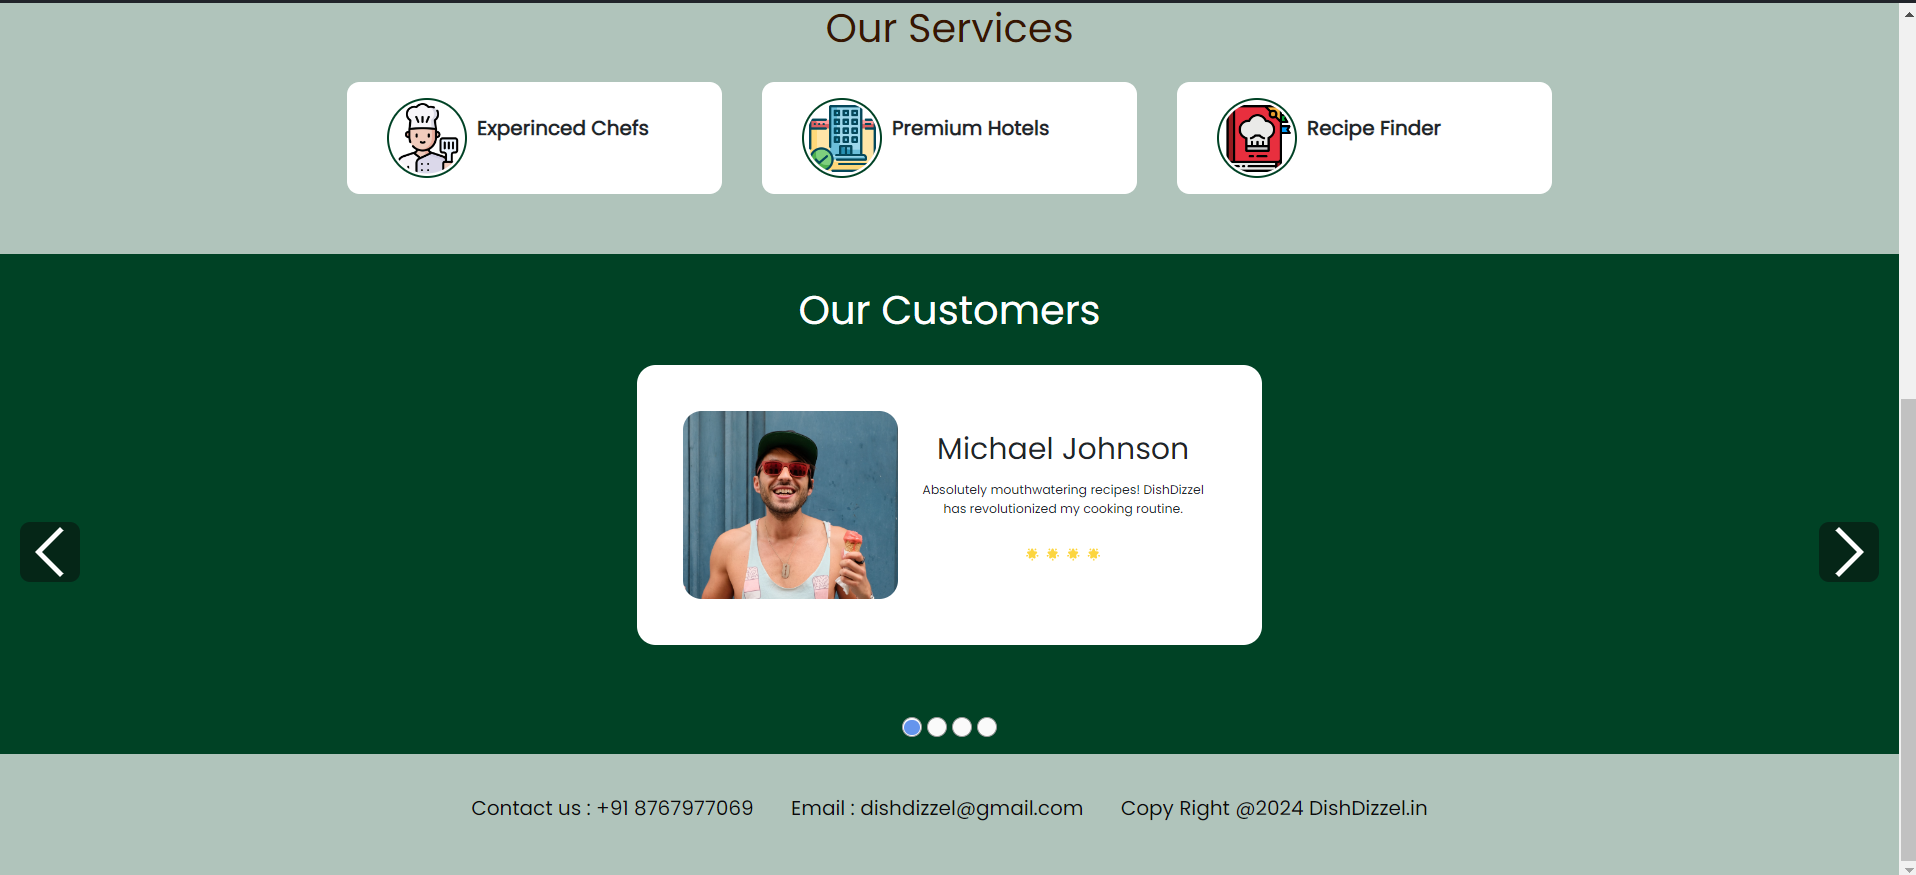 Our Services
Experinced Chefs
Premium Hotels
Recipe Finder
Our Customers
Michael Johnson
Absolutely mouthwatering recipes! DishDizzel
has revolutionized my cooking routine.
Contact us : +91 8767977069
Email : dishdizzel@gmail.com
Copy Right @2024 DishDizzel.in